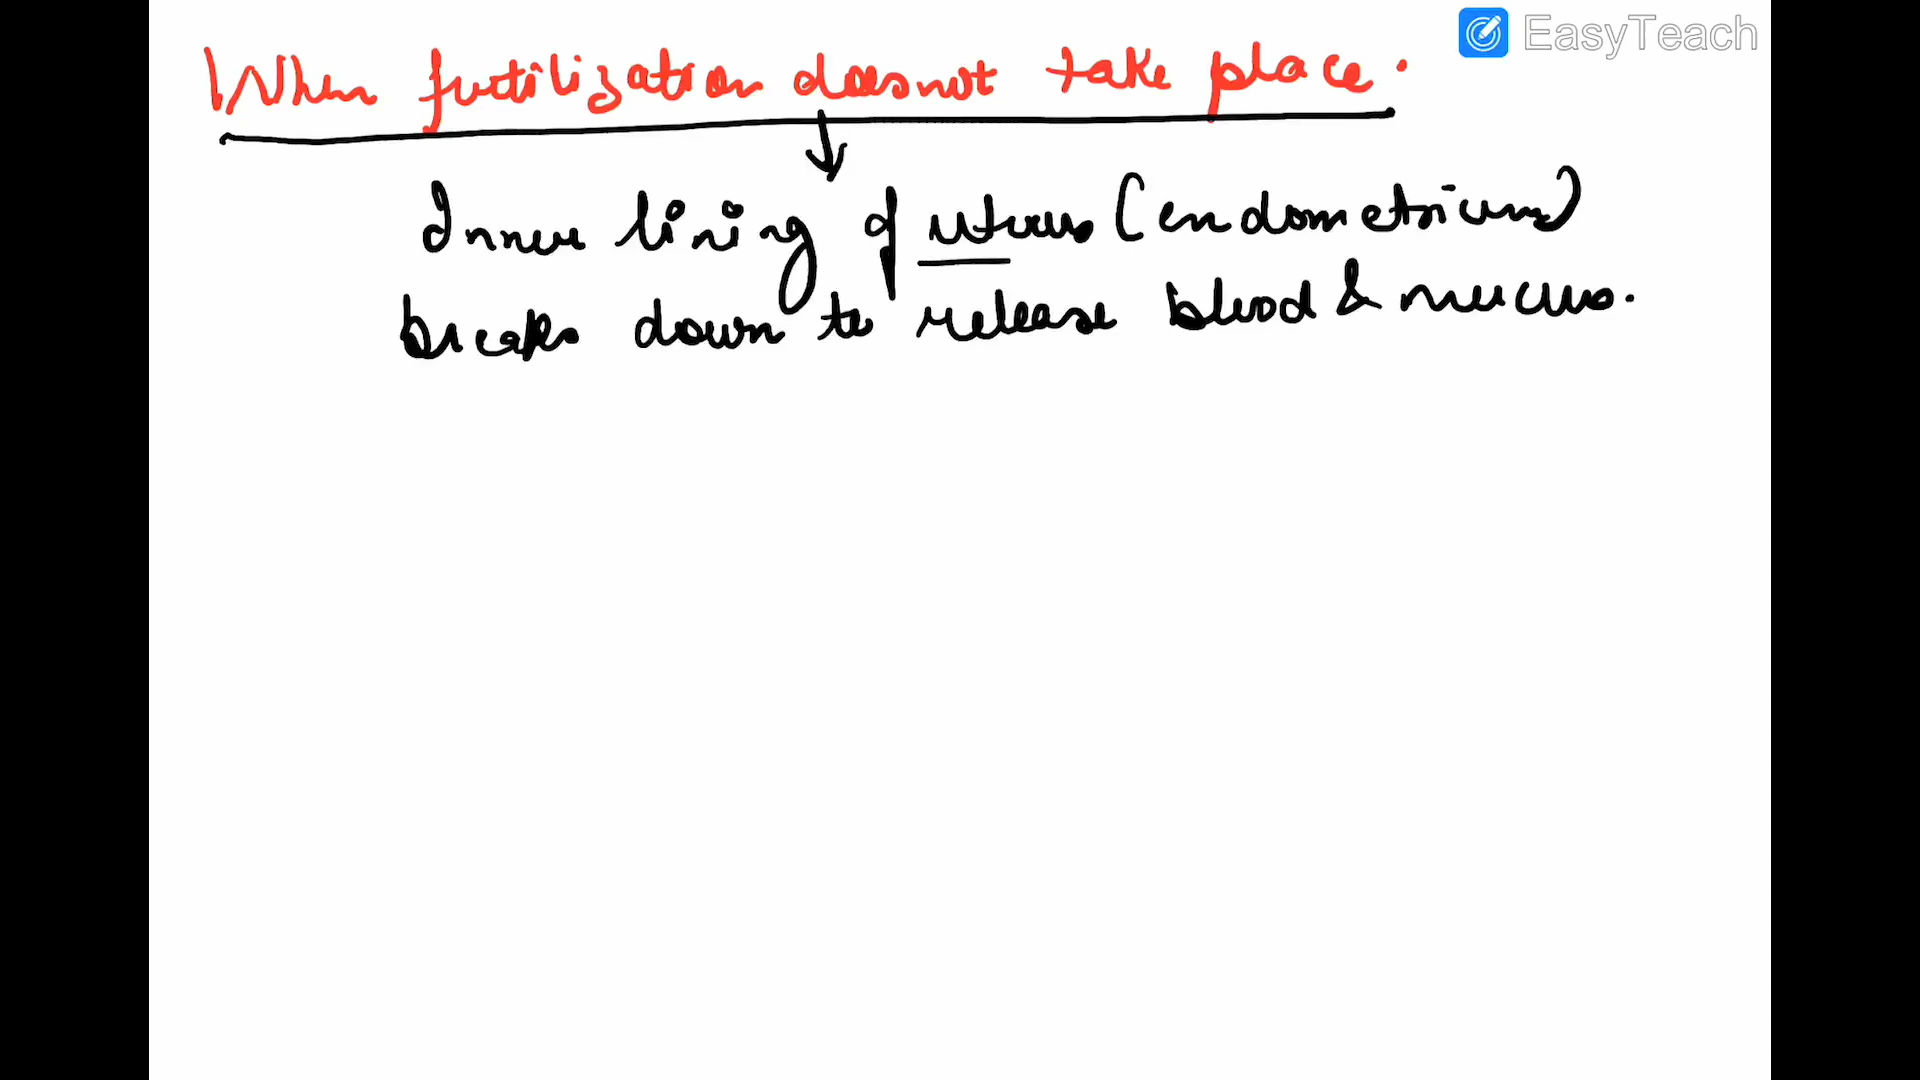 EasyTeach
When fertilization does not take place.
Inner lining of uterus (endometrium)
breaks down to release blood & mucus.